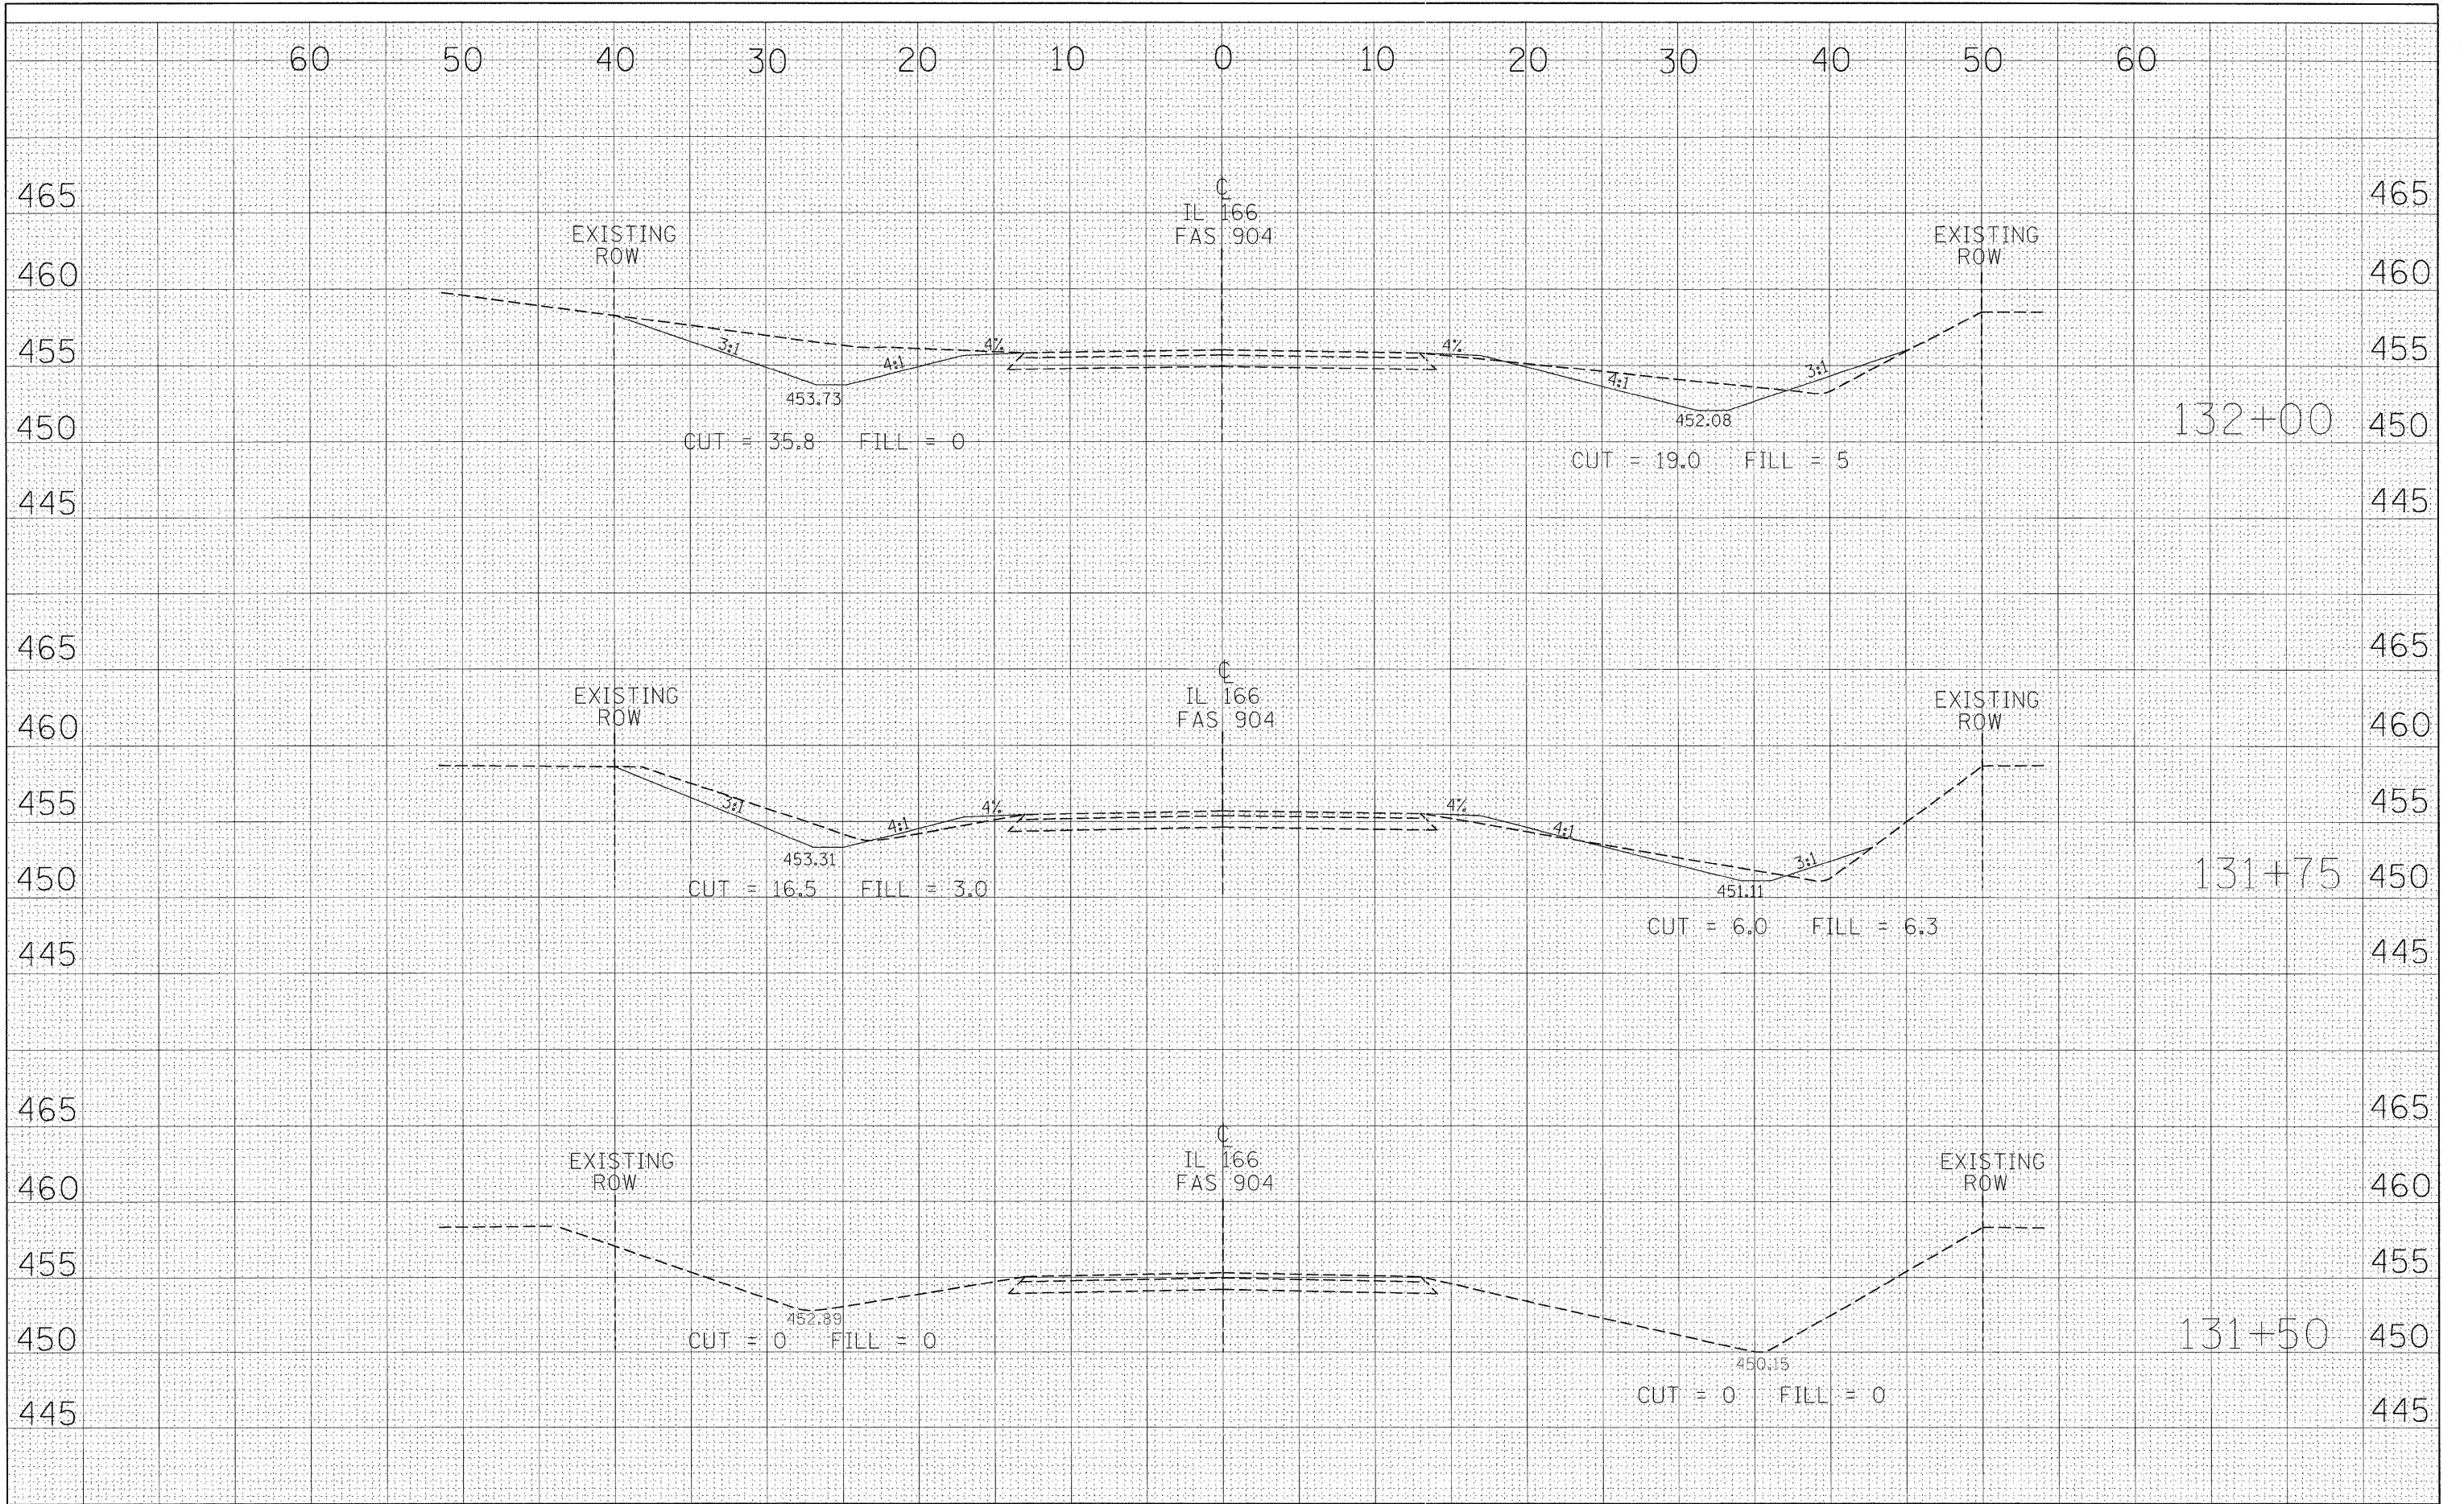 60 50 40 30 20 10 0 10 20 30 40 50 60
℄
465 465
IL 166
EXISTING FAS 904 EXISTING
ROW ROW
460 460
455 4% 4% 455
3:1 4:1 4:1 3:1
453.73 452.08
450 132+00 450
CUT = 35.8 FILL = 0
CUT = 19.0 FILL = 5
445 445
465 465
℄
EXISTING IL 166 EXISTING
ROW FAS 904 ROW
460 460
455 3:1 4% 4% 455
4:1 4:1
453.31 3:1
450 451.11 131+75 450
CUT = 16.5 FILL = 3.0
CUT = 6.0 FILL = 6.3
445 445
465 465
℄
EXISTING IL 166 EXISTING
ROW FAS 904 ROW
460 460
455 455
452.89
450 CUT = 0 FILL = 0 131+50 450
450.15
CUT = 0 FILL = 0
445 445